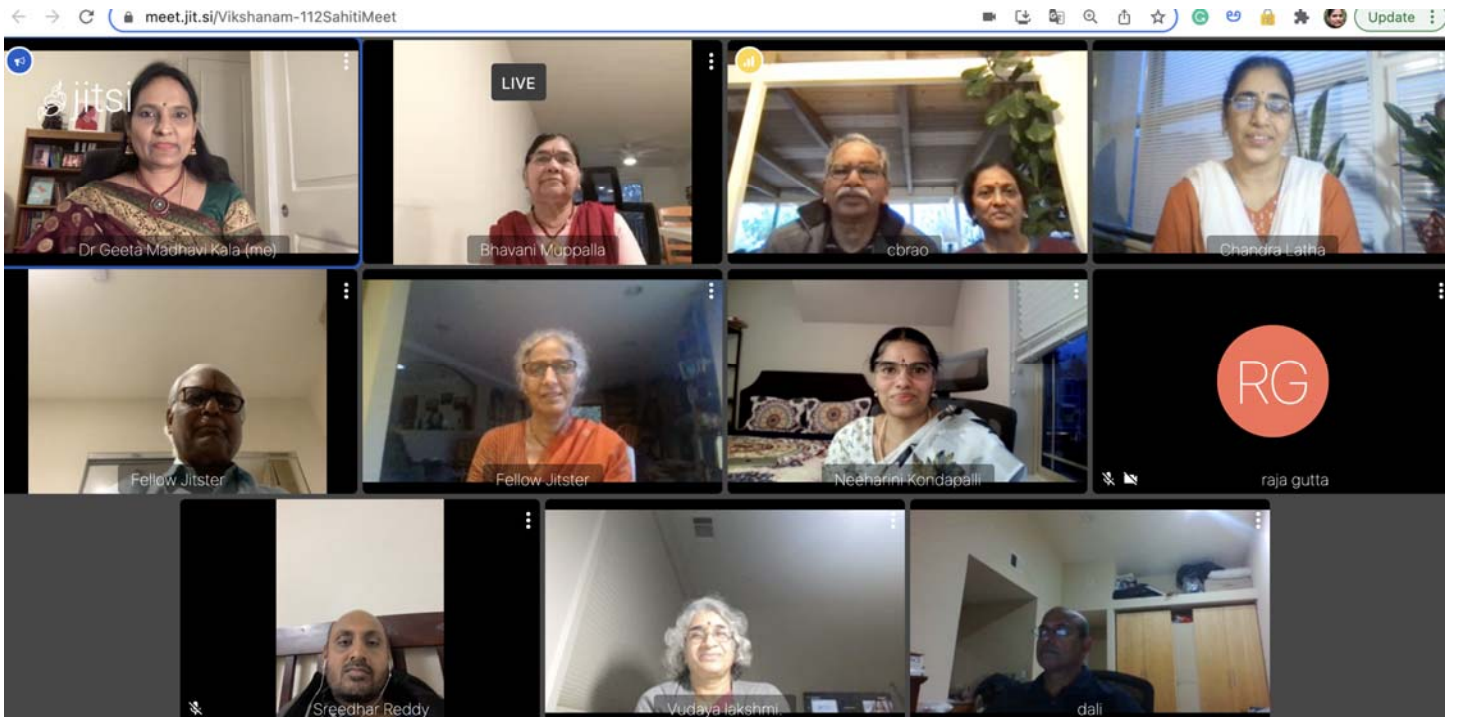 meet.jit.si/Vikshanam-112SahitiMeet
Update
jitsi
LIVE
Dr Geeta Madhavi Kala (me)
Bhavani Muppalla
cbrao
Chandra Latha
Fellow Jitster
Fellow Jitster
Neeharini Kondapalli
RG
raja gutta
Sreedhar Reddy
Vudaya lakshmi.
dali